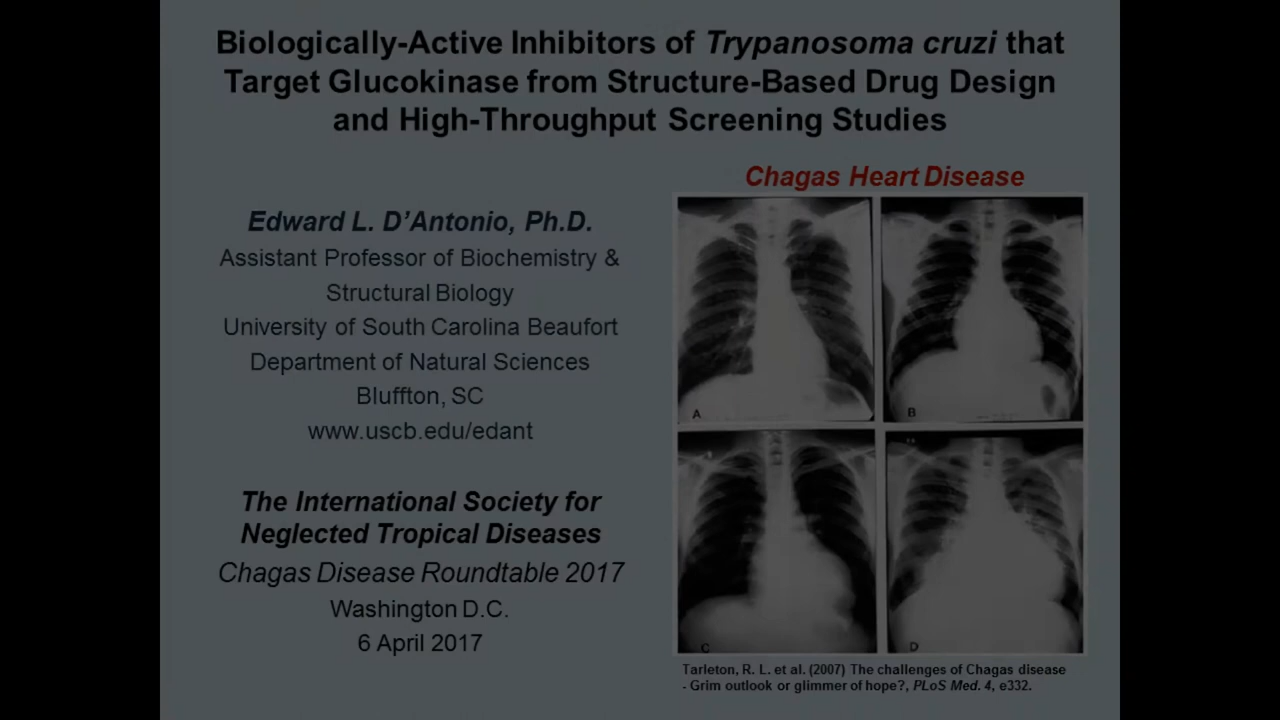 Biologically-Active Inhibitors of Trypanosoma cruzi that
Target Glucokinase from Structure-Based Drug Design
and High-Throughput Screening Studies
Edward L. D’Antonio, Ph.D.
Assistant Professor of Biochemistry &
Structural Biology
University of South Carolina Beaufort
Department of Natural Sciences
Bluffton, SC
www.uscb.edu/edant
The International Society for
Neglected Tropical Diseases
Chagas Disease Roundtable 2017
Washington D.C.
6 April 2017
Chagas Heart Disease
A
B
C
D
Tarleton, R. L. et al. (2007) The challenges of Chagas disease
- Grim outlook or glimmer of hope?, PLoS Med. 4, e332.